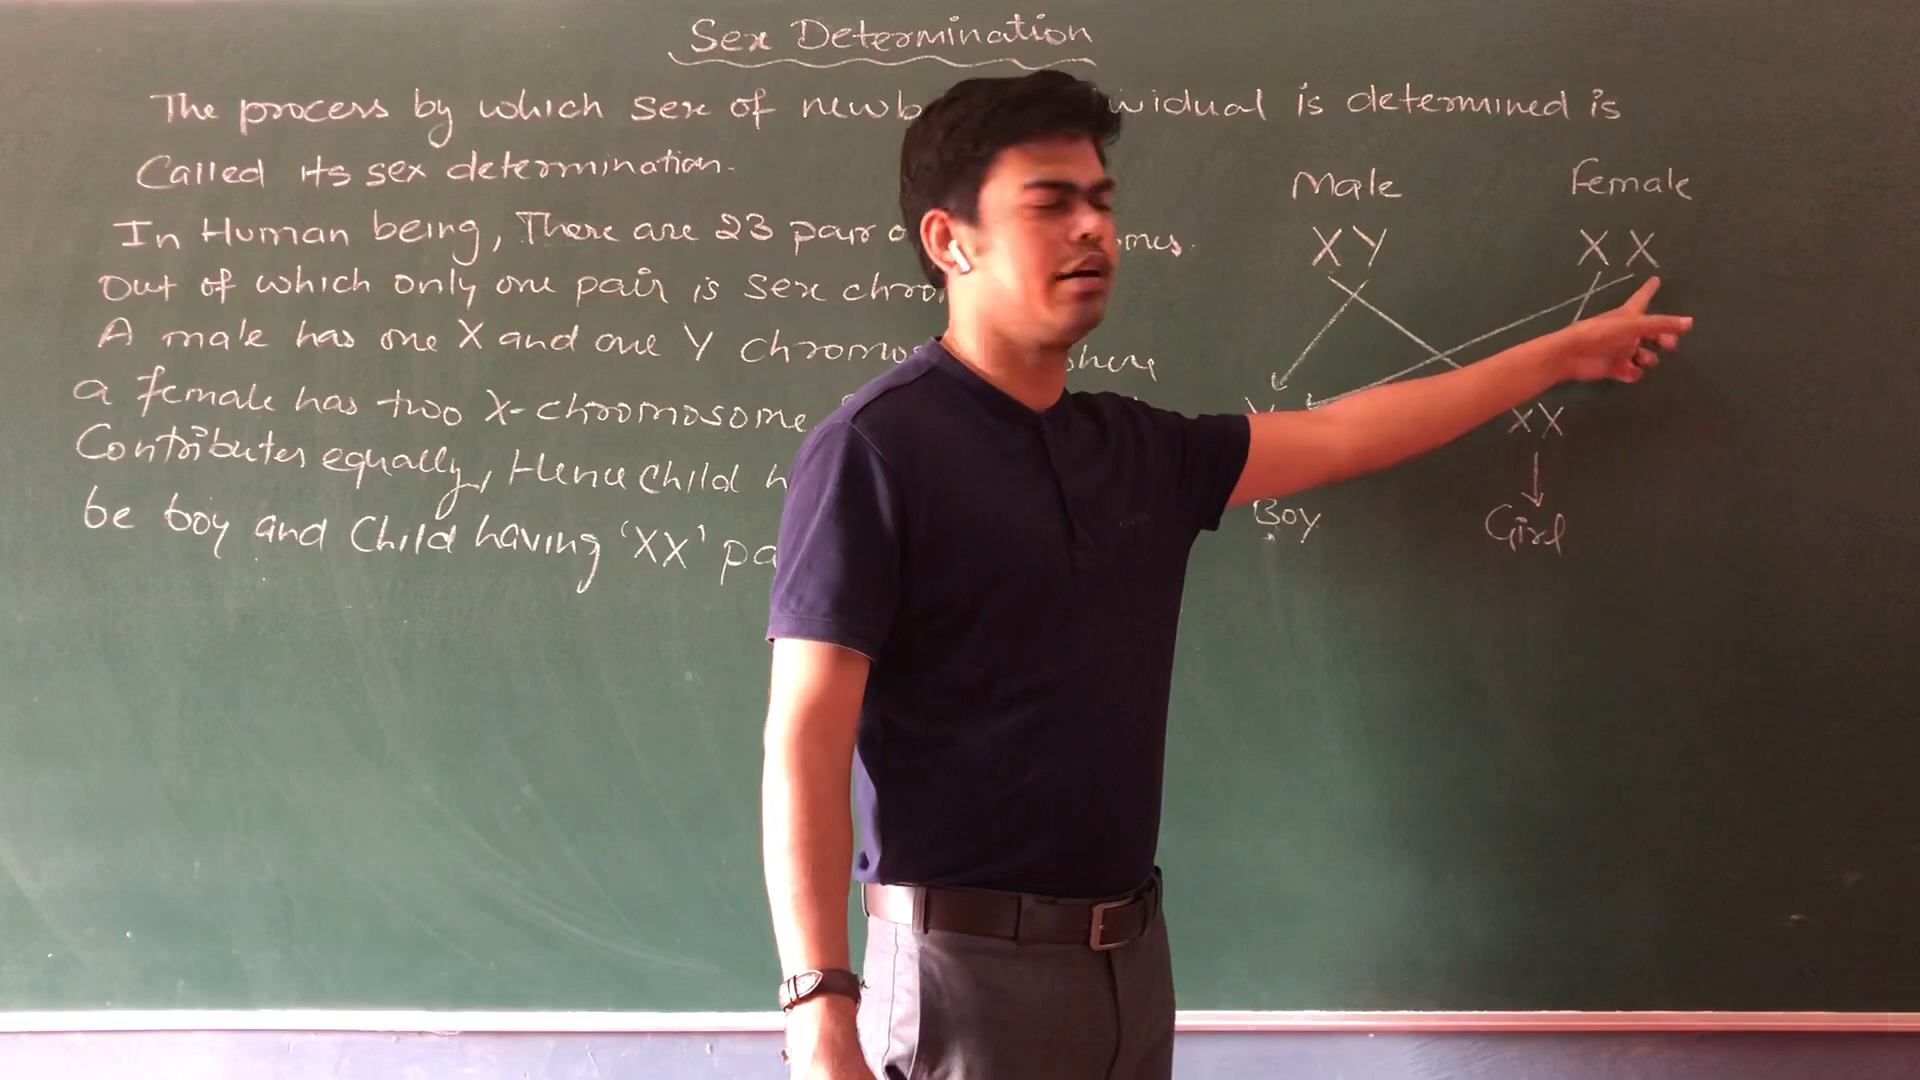 Sex Determination
The process by which sex of newb ividual is determined is
Called its sex determination.
In Human being, There are 23 pair omes.
Out of which only one pair is sex chro
A male has one X and one Y chromos where
a female has two X-chromosome.
Contributes equally, Hence Child h
be boy and Child having 'XX' pa
Male Female
XY XX
XX
Boy Girl